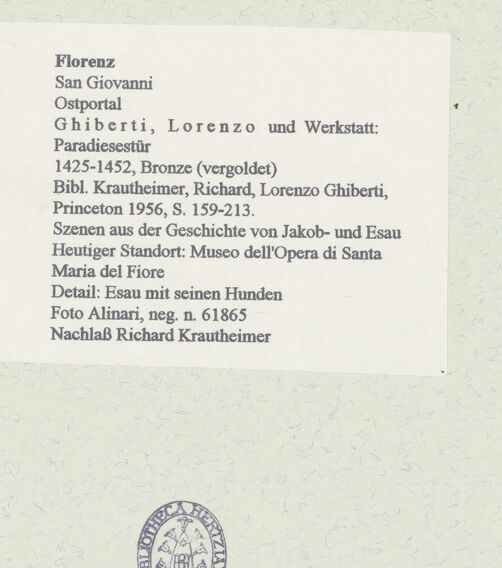 Florenz
San Giovanni
Ostportal
Ghiberti, Lorenzo und Werkstatt:
Paradiesestür
1425-1452, Bronze (vergoldet)
Bibl. Krautheimer, Richard, Lorenzo Ghiberti,
Princeton 1956, S. 159-213.
Szenen aus der Geschichte von Jakob- und Esau
Heutiger Standort: Museo dell'Opera di Santa
Maria del Fiore
Detail: Esau mit seinen Hunden
Foto Alinari, neg. n. 61865
Nachlaß Richard Krautheimer
BIBLIOTHECA HERTZIA